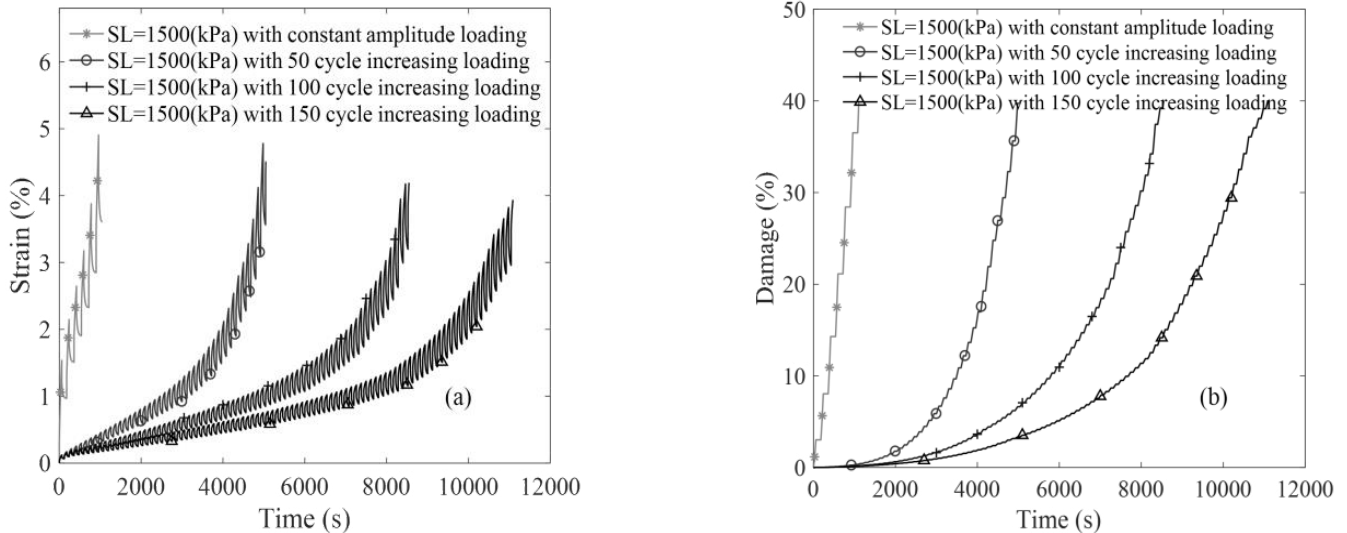 SL=1500(kPa) with constant amplitude loading
SL=1500(kPa) with 50 cycle increasing loading
SL=1500(kPa) with 100 cycle increasing loading
SL=1500(kPa) with 150 cycle increasing loading
6
5
4
3
2
1
0
Strain (%)
(a)
0 2000 4000 6000 8000 10000 12000
Time (s)
50
SL=1500(kPa) with constant amplitude loading
SL=1500(kPa) with 50 cycle increasing loading
SL=1500(kPa) with 100 cycle increasing loading
SL=1500(kPa) with 150 cycle increasing loading
40
30
20
10
0
Damage (%)
(b)
0 2000 4000 6000 8000 10000 12000
Time (s)